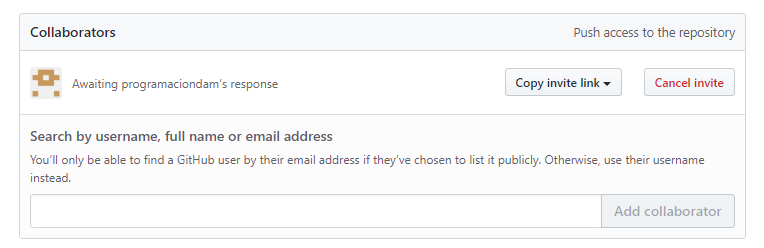 Collaborators
Push access to the repository
Awaiting programaciondam's response
Copy invite link
Cancel invite
Search by username, full name or email address
You'll only be able to find a GitHub user by their email address if they've chosen to list it publicly. Otherwise, use their username
instead.
Add collaborator